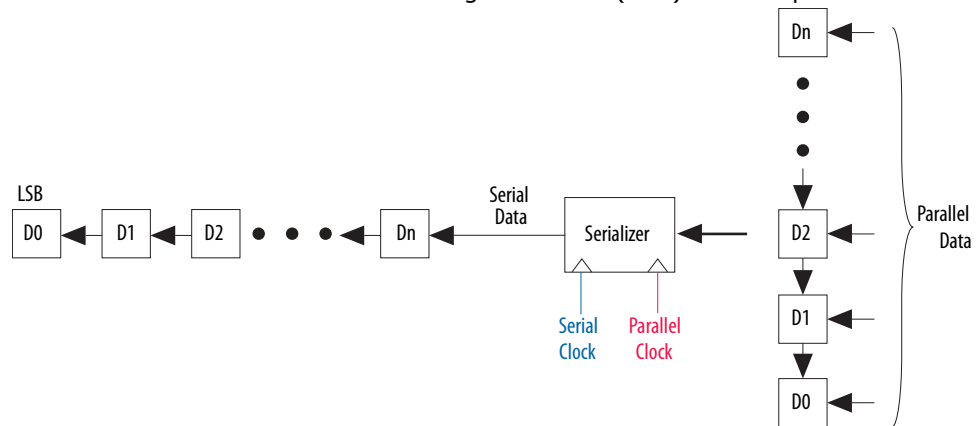 Dn
LSB
D0
D1
D2
Dn
Serial
Data
Serializer
D2
Parallel
Data
D1
Serial
Clock
Parallel
Clock
D0